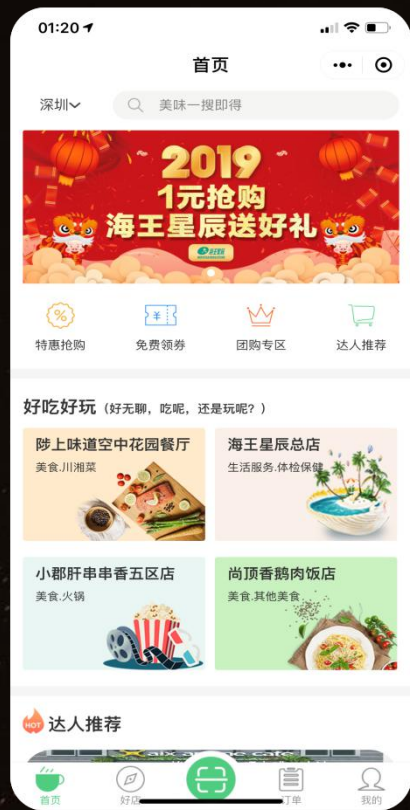 01:20
首页
深圳
美味一搜即得
2019
1元抢购
海王星辰送好礼
特惠抢购
免费领券
团购专区
达人推荐
好吃好玩（好无聊，吃呢，还是玩呢？）
陟上味道空中花园餐厅
美食.川湘菜
海王星辰总店
生活服务.体检保健
小郡肝串串香五区店
美食.火锅
尚顶香鹅肉饭店
美食.其他美食
HOT 达人推荐
首页
好店
订单
我的